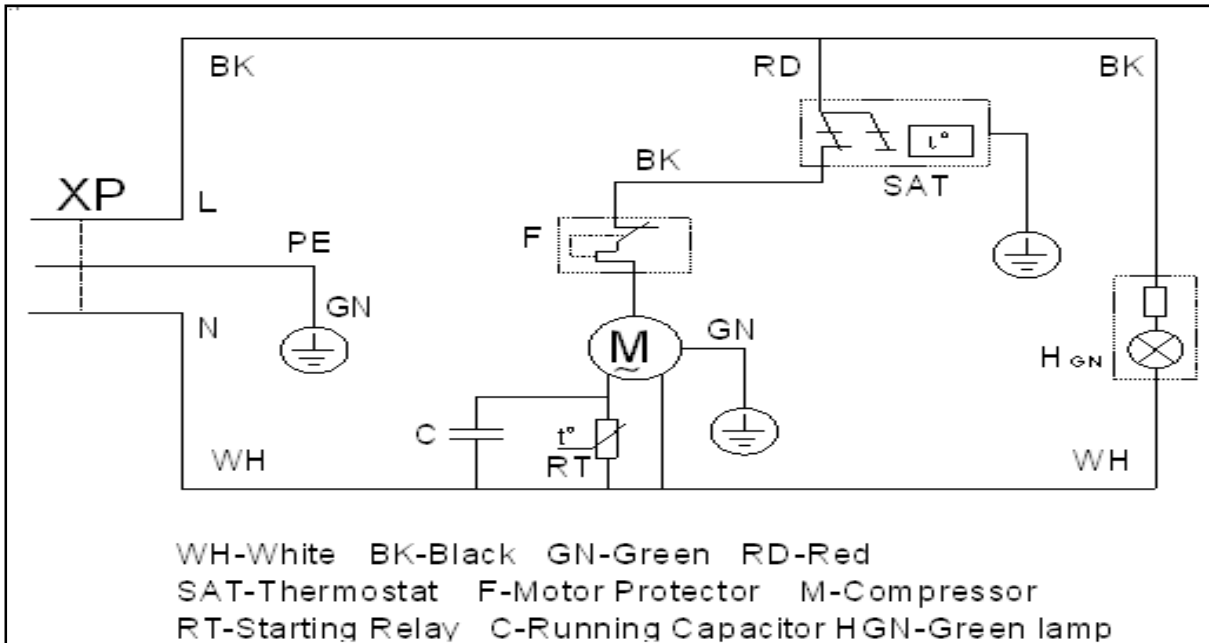 BK RD BK
t°
BK SAT
XP L
F
PE
GN
N GN
M
~
H GN
C t°
RT
WH WH
WH-White BK-Black GN-Green RD-Red
SAT-Thermostat F-Motor Protector M-Compressor
RT-Starting Relay C-Running Capacitor HGN-Green lamp